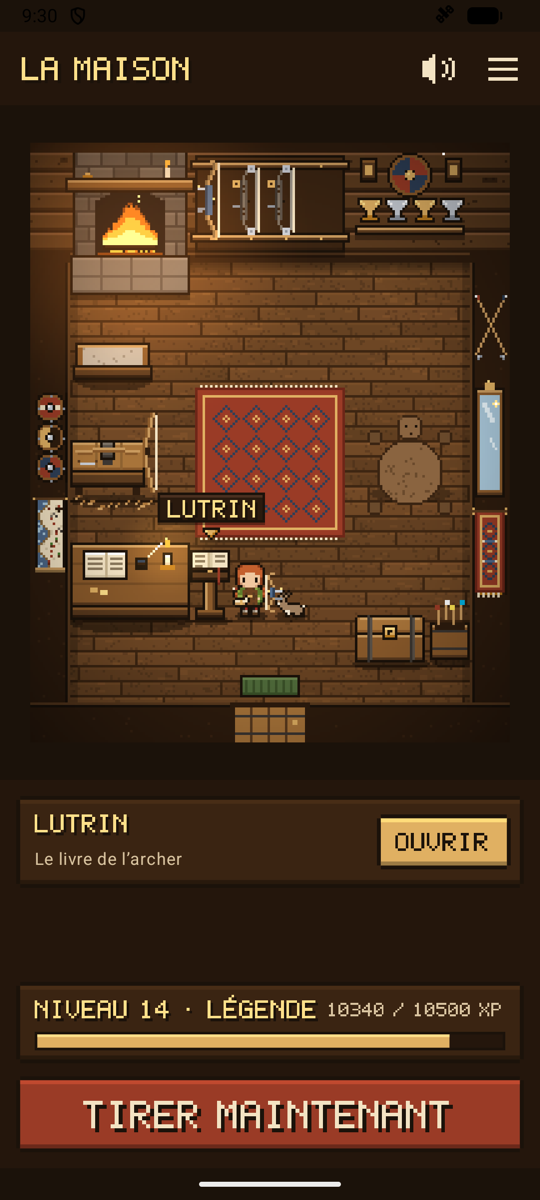 9:30
LA MAISON
LUTRIN
LUTRIN
Le livre de l’archer
OUVRIR
NIVEAU 14 · LÉGENDE 10340 / 10500 XP
TIRER MAINTENANT